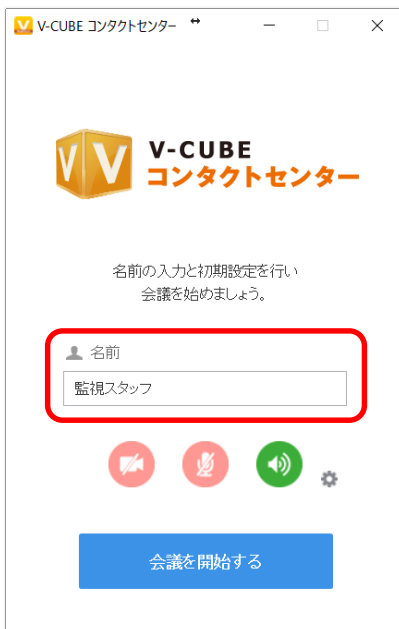 V-CUBE コンタクトセンター
V-CUBE
コンタクトセンター
名前の入力と初期設定を行い
会議を始めましょう。
名前
監視スタッフ
会議を開始する